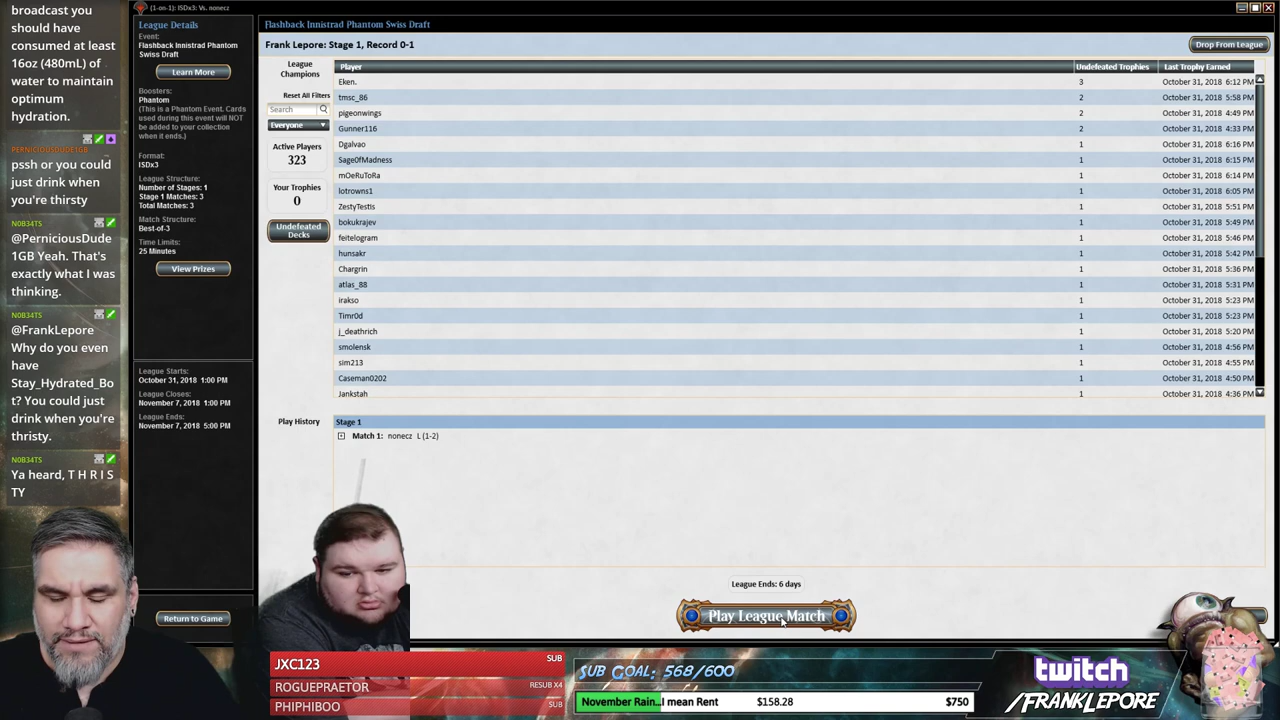 broadcast you
should have
consumed at least
16oz (480mL) of
water to maintain
optimum
hydration.
PERNICIOUSDUDE1GB
pssh or you could
just drink when
you're thirsty
N0B34TS
@PerniciousDude
1GB Yeah. That's
exactly what I was
thinking.
N0B34TS
@FrankLepore
Why do you even
have
Stay_Hydrated_Bo
t? You could just
drink when you're
thristy.
N0B34TS
Ya heard, T H R I S
TY
(1-on-1): ISDx3: Vs. nonecz
League Details
Event:
Flashback Innistrad Phantom
Swiss Draft
Learn More
Boosters:
Phantom
(This is a Phantom Event. Cards
used during this event will NOT
be added to your collection
when it ends.)
Format:
ISDx3
League Structure:
Number of Stages: 1
Stage 1 Matches: 3
Total Matches: 3
Match Structure:
Best-of-3
Time Limits:
25 Minutes
View Prizes
League Starts:
October 31, 2018 1:00 PM
League Closes:
November 7, 2018 1:00 PM
League Ends:
November 7, 2018 5:00 PM
Return to Game
Flashback Innistrad Phantom Swiss Draft
Frank Lepore: Stage 1, Record 0-1
Drop From League
League
Champions
Reset All Filters
Search
Everyone
Active Players
323
Your Trophies
0
Undefeated
Decks
Player Undefeated Trophies Last Trophy Earned
Eken. 3 October 31, 2018 6:12 PM
tmsc_86 2 October 31, 2018 5:58 PM
pigeonwings 2 October 31, 2018 4:49 PM
Gunner116 2 October 31, 2018 4:33 PM
Dgalvao 1 October 31, 2018 6:16 PM
Sage0fMadness 1 October 31, 2018 6:15 PM
mOeRuToRa 1 October 31, 2018 6:14 PM
lotrowns1 1 October 31, 2018 6:05 PM
ZestyTestis 1 October 31, 2018 5:51 PM
bokukrajev 1 October 31, 2018 5:49 PM
feitelogram 1 October 31, 2018 5:46 PM
hunsakr 1 October 31, 2018 5:42 PM
Chargrin 1 October 31, 2018 5:36 PM
atlas_88 1 October 31, 2018 5:31 PM
irakso 1 October 31, 2018 5:23 PM
Timr0d 1 October 31, 2018 5:23 PM
j_deathrich 1 October 31, 2018 5:20 PM
smolensk 1 October 31, 2018 4:56 PM
sim213 1 October 31, 2018 4:55 PM
Caseman0202 1 October 31, 2018 4:50 PM
Jankstah 1 October 31, 2018 4:36 PM
Play History
Stage 1
Match 1: nonecz L (1-2)
League Ends: 6 days
Play League Match
JXC123 SUB
ROGUEPRAETOR RESUB X4
PHIPHIBOO SUB
SUB GOAL: 568/600
November Rain...I mean Rent $158.28 $750
twitch
/FRANKLEPORE